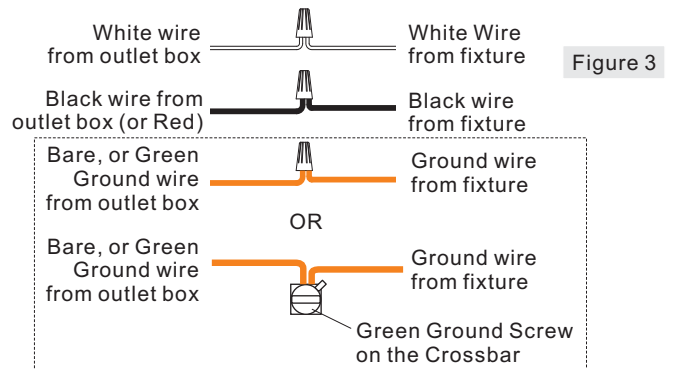 White wire
from outlet box
White Wire
from fixture
Figure 3
Black wire from
outlet box (or Red)
Black wire
from fixture
Bare, or Green
Ground wire
from outlet box
Ground wire
from fixture
OR
Bare, or Green
Ground wire
from outlet box
Ground wire
from fixture
Green Ground Screw
on the Crossbar